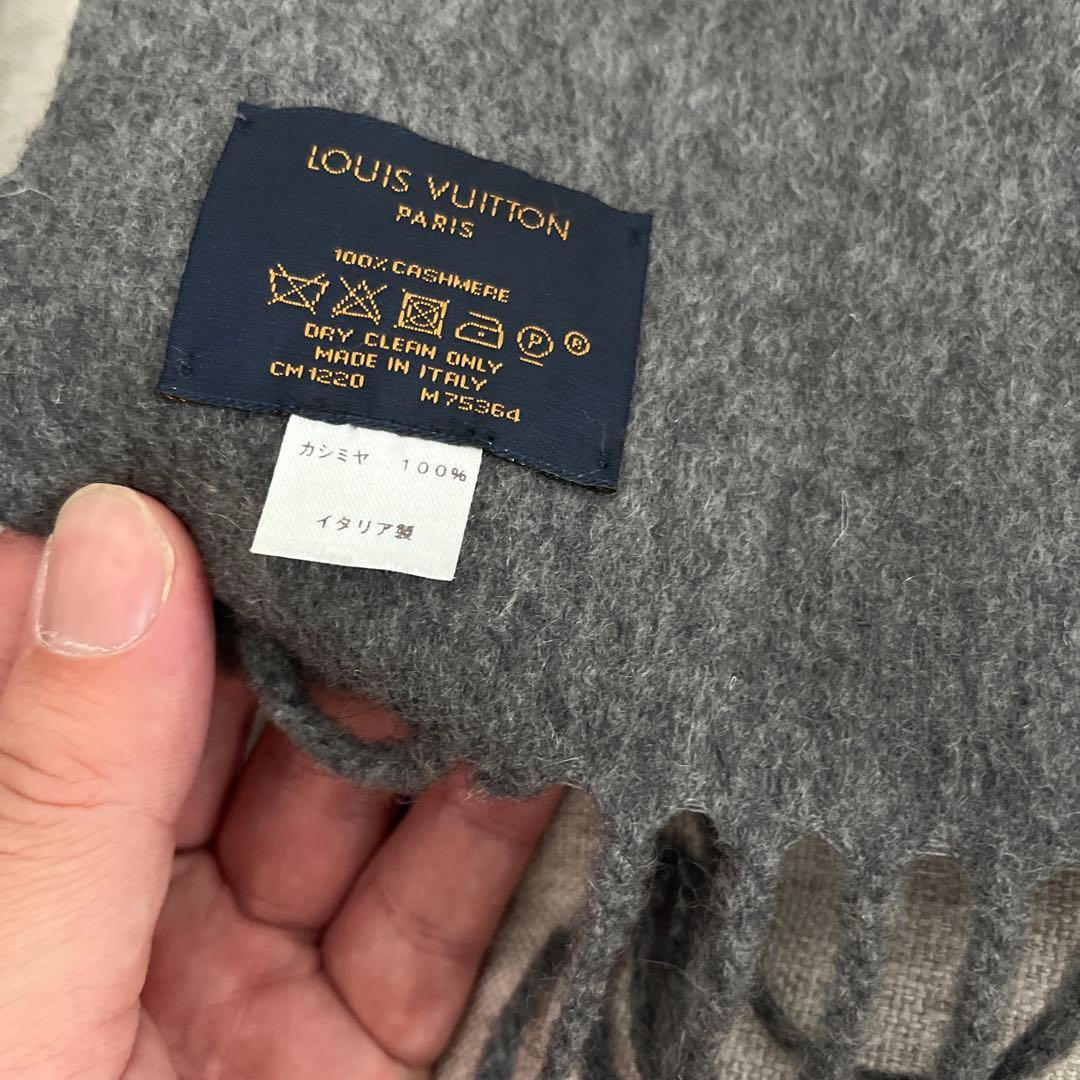 LOUIS VUITTON
PARIS
100% CASHMERE
P ®
DRY CLEAN ONLY
MADE IN ITALY
CM1220 M75364
カシミヤ 100%
イタリア製